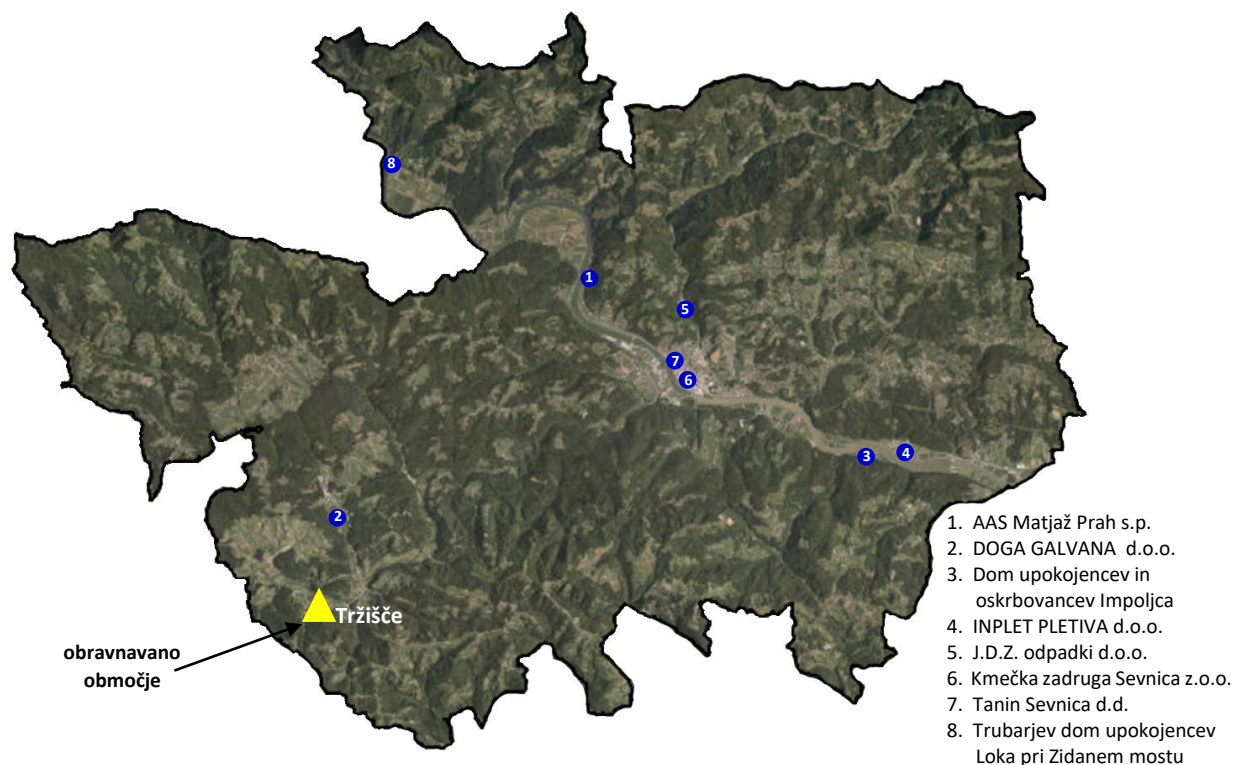 8
1
5
7
6
3
4
2
Tržišče
obravnavano
območje
1. AAS Matjaž Prah s.p.
2. DOGA GALVANA d.o.o.
3. Dom upokojencev in
oskrbovancev Impoljca
4. INPLET PLETIVA d.o.o.
5. J.D.Z. odpadki d.o.o.
6. Kmečka zadruga Sevnica z.o.o.
7. Tanin Sevnica d.d.
8. Trubarjev dom upokojencev
Loka pri Zidanem mostu